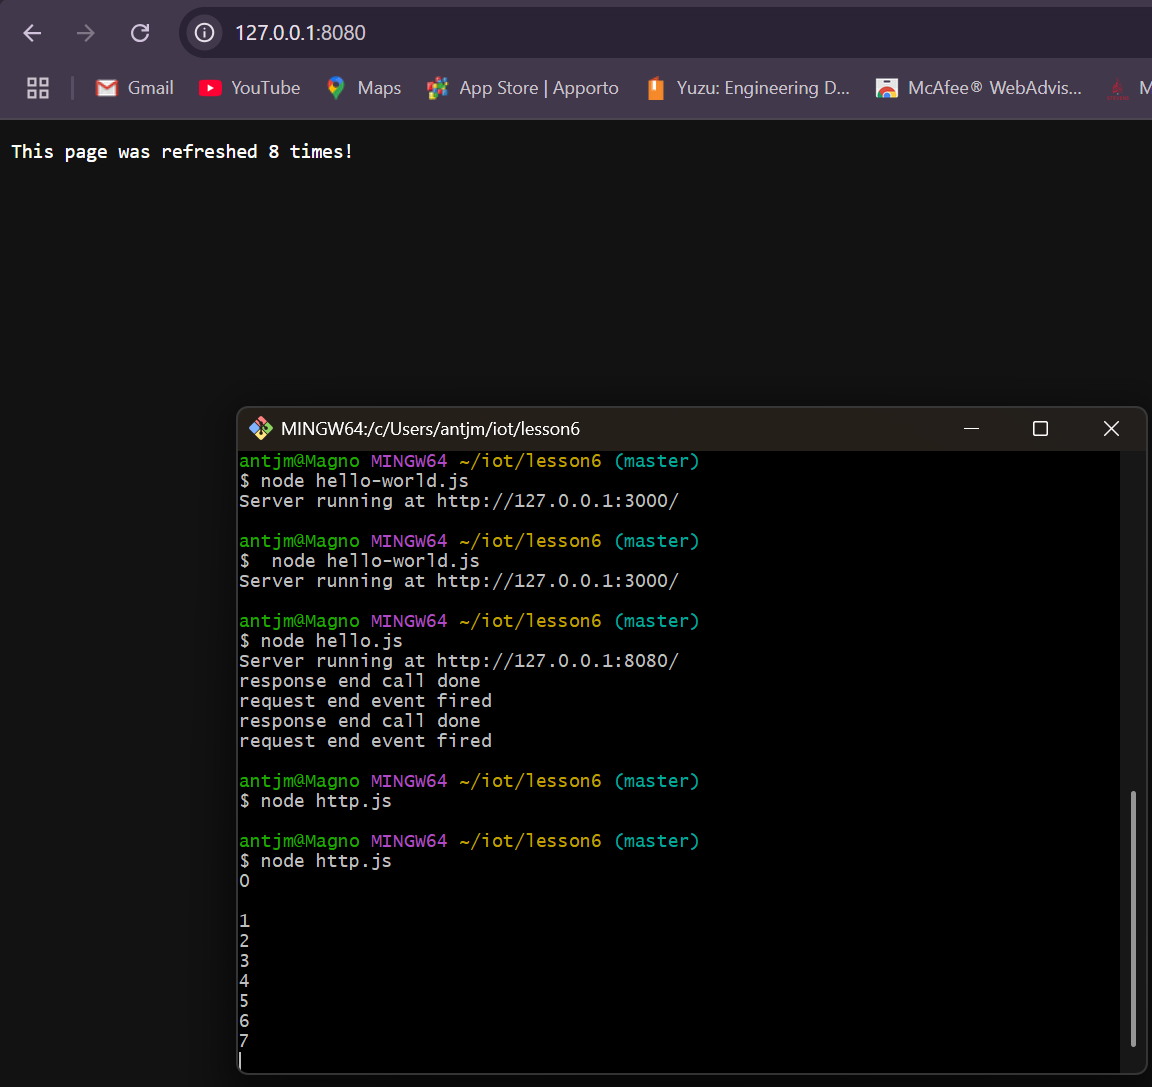 127.0.0.1:8080
Gmail YouTube Maps App Store | Apporto Yuzu: Engineering D... McAfee® WebAdvis... M
This page was refreshed 8 times!
MINGW64:/c/Users/antjm/iot/lesson6
antjm@Magno MINGW64 ~/iot/lesson6 (master)
$ node hello-world.js
Server running at http://127.0.0.1:3000/
antjm@Magno MINGW64 ~/iot/lesson6 (master)
$  node hello-world.js
Server running at http://127.0.0.1:3000/
antjm@Magno MINGW64 ~/iot/lesson6 (master)
$ node hello.js
Server running at http://127.0.0.1:8080/
response end call done
request end event fired
response end call done
request end event fired
antjm@Magno MINGW64 ~/iot/lesson6 (master)
$ node http.js
antjm@Magno MINGW64 ~/iot/lesson6 (master)
$ node http.js
0
1
2
3
4
5
6
7